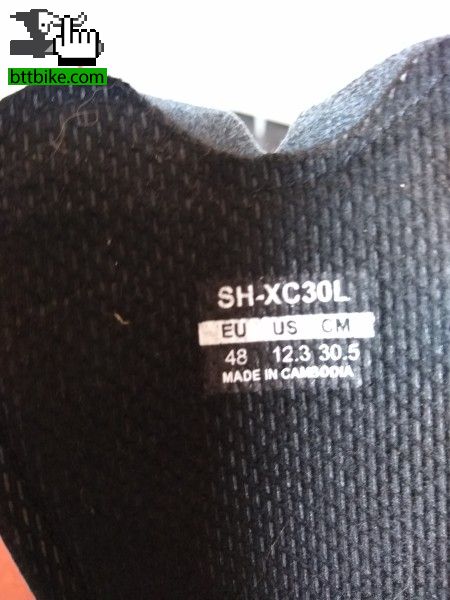 bttbike.com
SH-XC30L
EU US CM
48 12.3 30.5
MADE IN CAMBODIA